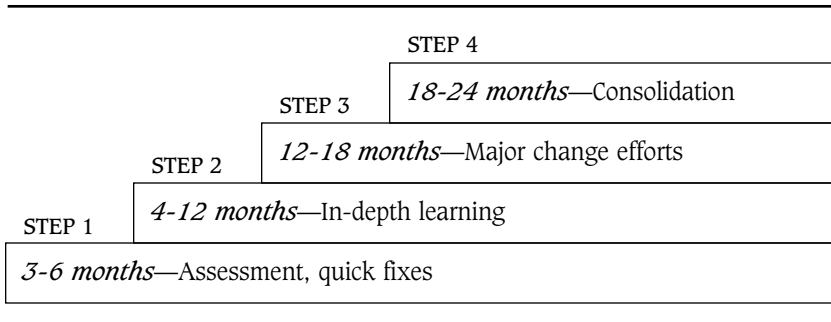 STEP 4
18-24 months—Consolidation
STEP 3
12-18 months—Major change efforts
STEP 2
4-12 months—In-depth learning
STEP 1
3-6 months—Assessment, quick fixes